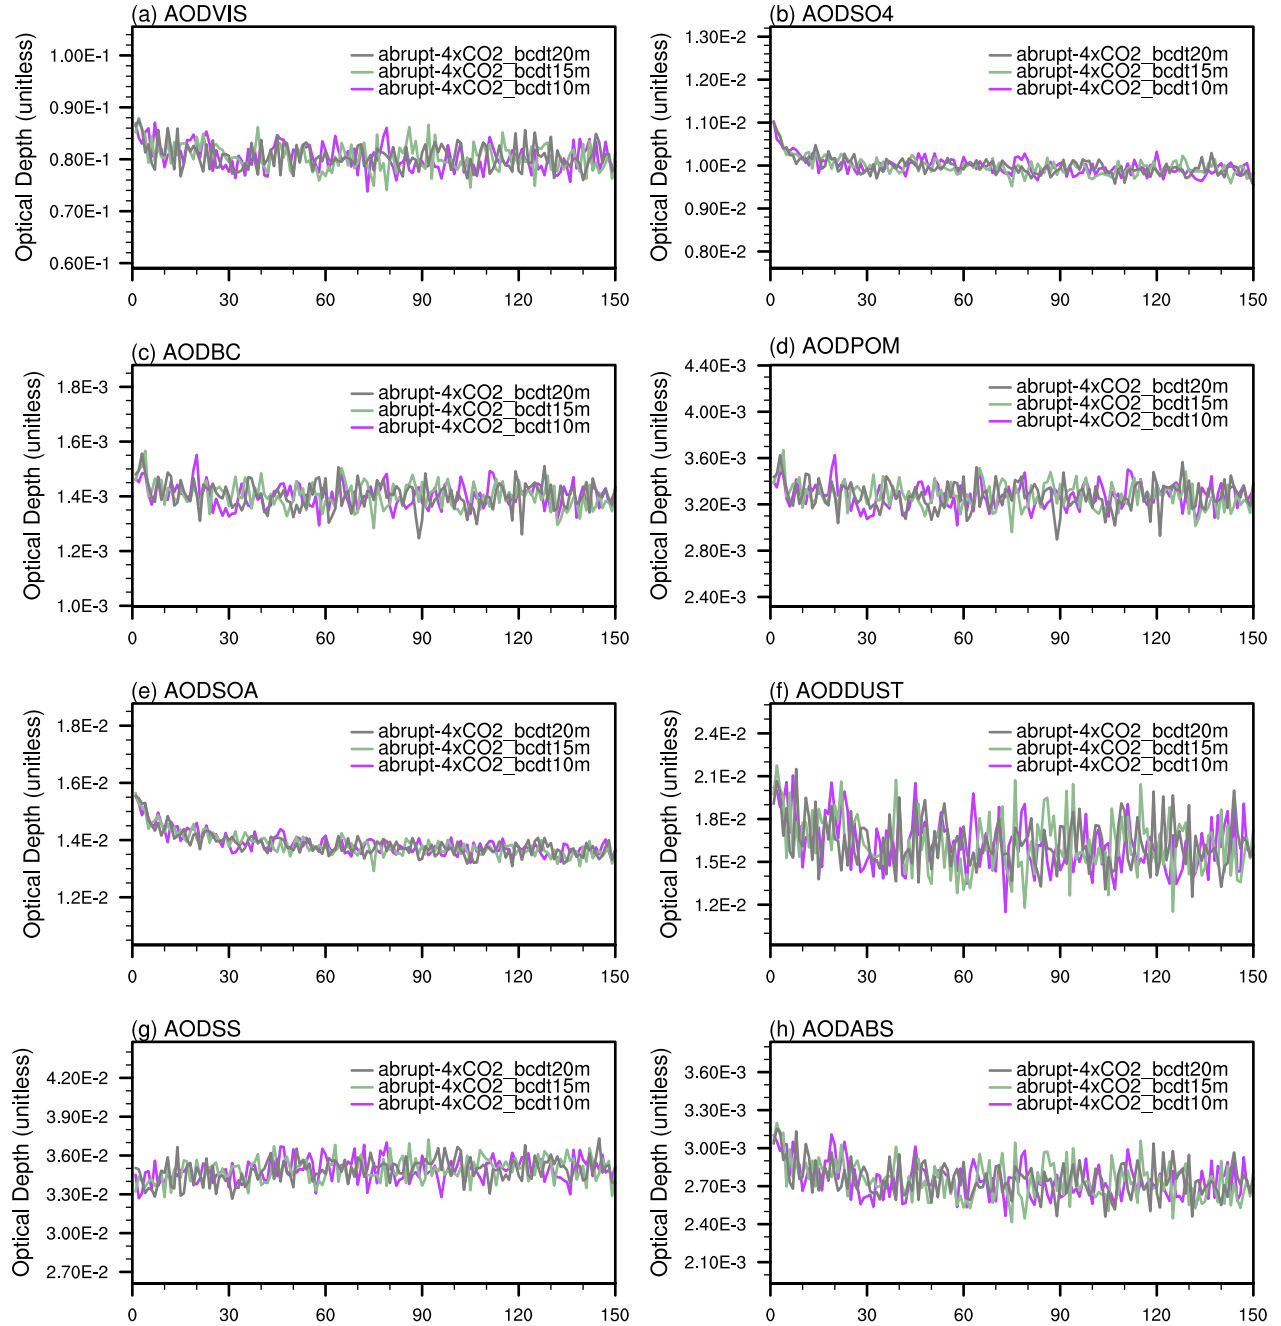 (a) AODVIS
Optical Depth (unitless)
1.00E-1
0.90E-1
0.80E-1
0.70E-1
0.60E-1
abrupt-4xCO2_bcdt20m
abrupt-4xCO2_bcdt15m
abrupt-4xCO2_bcdt10m
0 30 60 90 120 150
(b) AODSO4
Optical Depth (unitless)
1.30E-2
1.20E-2
1.10E-2
1.00E-2
0.90E-2
0.80E-2
abrupt-4xCO2_bcdt20m
abrupt-4xCO2_bcdt15m
abrupt-4xCO2_bcdt10m
0 30 60 90 120 150
(c) AODBC
Optical Depth (unitless)
1.8E-3
1.6E-3
1.4E-3
1.2E-3
1.0E-3
abrupt-4xCO2_bcdt20m
abrupt-4xCO2_bcdt15m
abrupt-4xCO2_bcdt10m
0 30 60 90 120 150
(d) AODPOM
Optical Depth (unitless)
4.40E-3
4.00E-3
3.60E-3
3.20E-3
2.80E-3
2.40E-3
abrupt-4xCO2_bcdt20m
abrupt-4xCO2_bcdt15m
abrupt-4xCO2_bcdt10m
0 30 60 90 120 150
(e) AODSOA
Optical Depth (unitless)
1.8E-2
1.6E-2
1.4E-2
1.2E-2
abrupt-4xCO2_bcdt20m
abrupt-4xCO2_bcdt15m
abrupt-4xCO2_bcdt10m
0 30 60 90 120 150
(f) AODDUST
Optical Depth (unitless)
2.4E-2
2.1E-2
1.8E-2
1.5E-2
1.2E-2
abrupt-4xCO2_bcdt20m
abrupt-4xCO2_bcdt15m
abrupt-4xCO2_bcdt10m
0 30 60 90 120 150
(g) AODSS
Optical Depth (unitless)
4.20E-2
3.90E-2
3.60E-2
3.30E-2
3.00E-2
2.70E-2
abrupt-4xCO2_bcdt20m
abrupt-4xCO2_bcdt15m
abrupt-4xCO2_bcdt10m
0 30 60 90 120 150
(h) AODABS
Optical Depth (unitless)
3.60E-3
3.30E-3
3.00E-3
2.70E-3
2.40E-3
2.10E-3
abrupt-4xCO2_bcdt20m
abrupt-4xCO2_bcdt15m
abrupt-4xCO2_bcdt10m
0 30 60 90 120 150